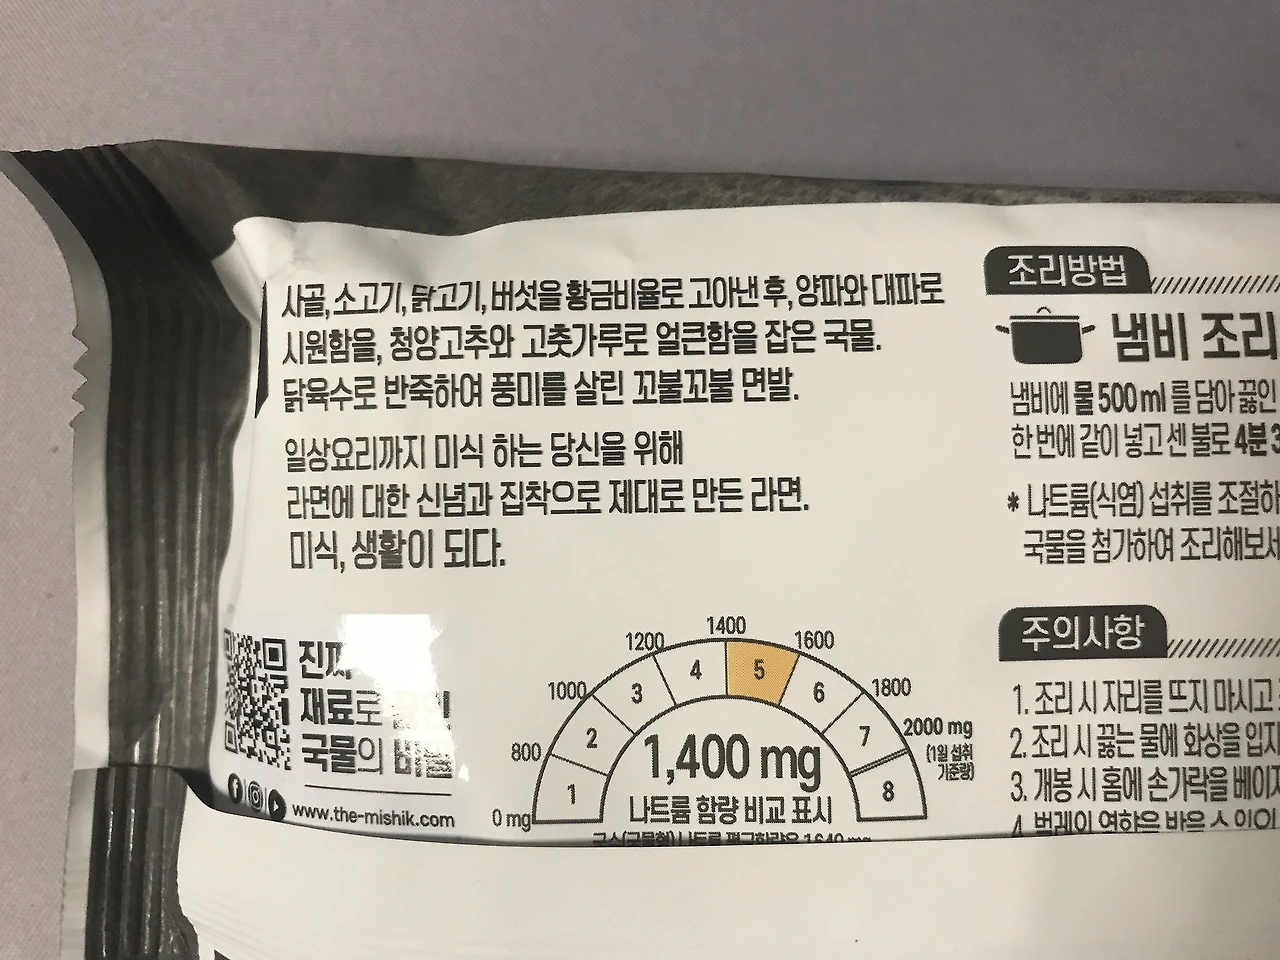 사골, 소고기, 닭고기, 버섯을 황금비율로 고아낸 후, 양파와 대파로
시원함을, 청양고추와 고춧가루로 얼큰함을 잡은 국물.
닭육수로 반죽하여 풍미를 살린 꼬불꼬불 면발.
일상요리까지 미식 하는 당신을 위해
라면에 대한 신념과 집착으로 제대로 만든 라면.
미식, 생활이 되다.
재료로
국물의 비밀
www.the-mishik.com
0 mg
800
1000
1200
1400
1600
1800
2000 mg
(1일 섭취
기준량)
1
2
3
4
5
6
7
8
1,400 mg
나트륨 함량 비교 표시
조리방법
냄비 조리
냄비에 물 500 ml 를 담아 끓인
한 번에 같이 넣고 센 불로 4분
* 나트륨(식염) 섭취를 조절하
국물을 첨가하여 조리해보세
주의사항
1. 조리 시 자리를 뜨지 마시고
2. 조리 시 끓는 물에 화상을 입지
3. 개봉 시 홈에 손가락을 베이지